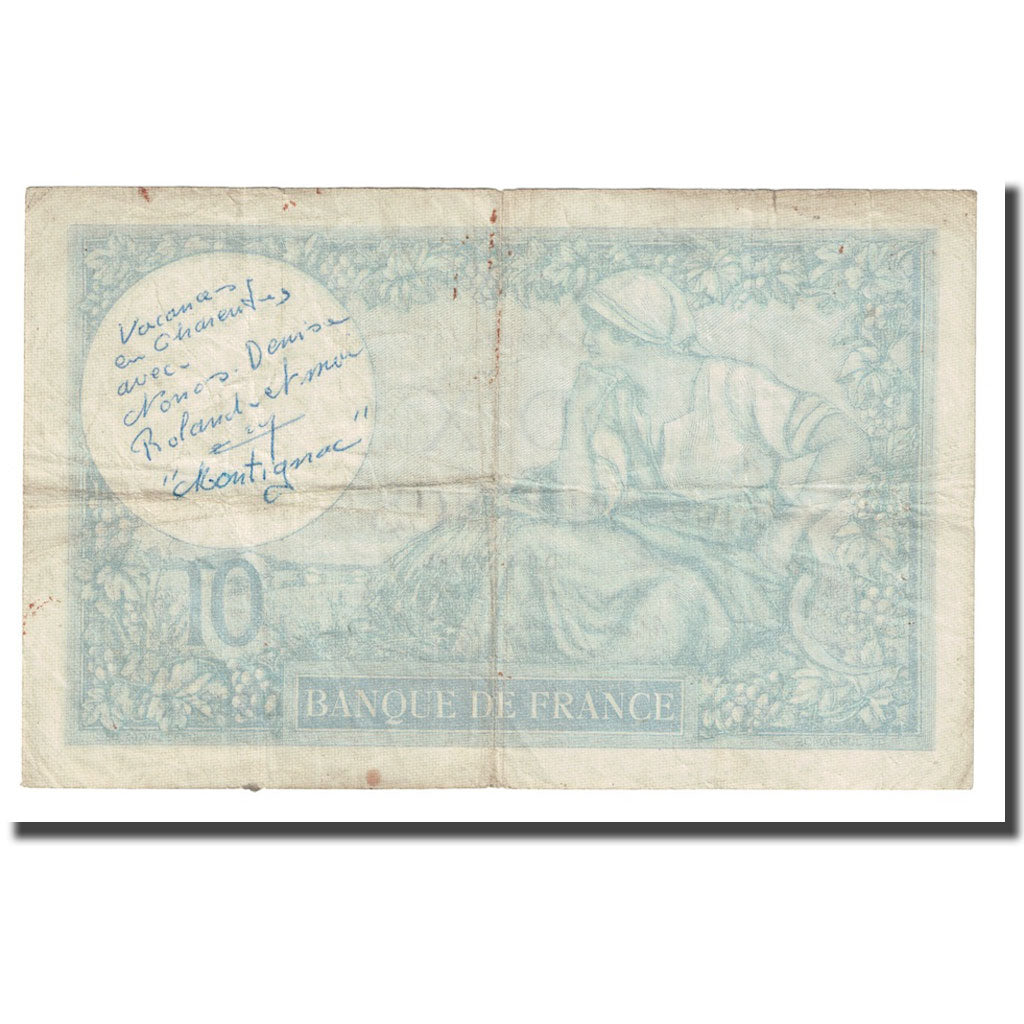 Vacances
en Charentes
avec
Nonos. Denise
Roland et moi
"Montignac"
10
BANQUE DE FRANCE